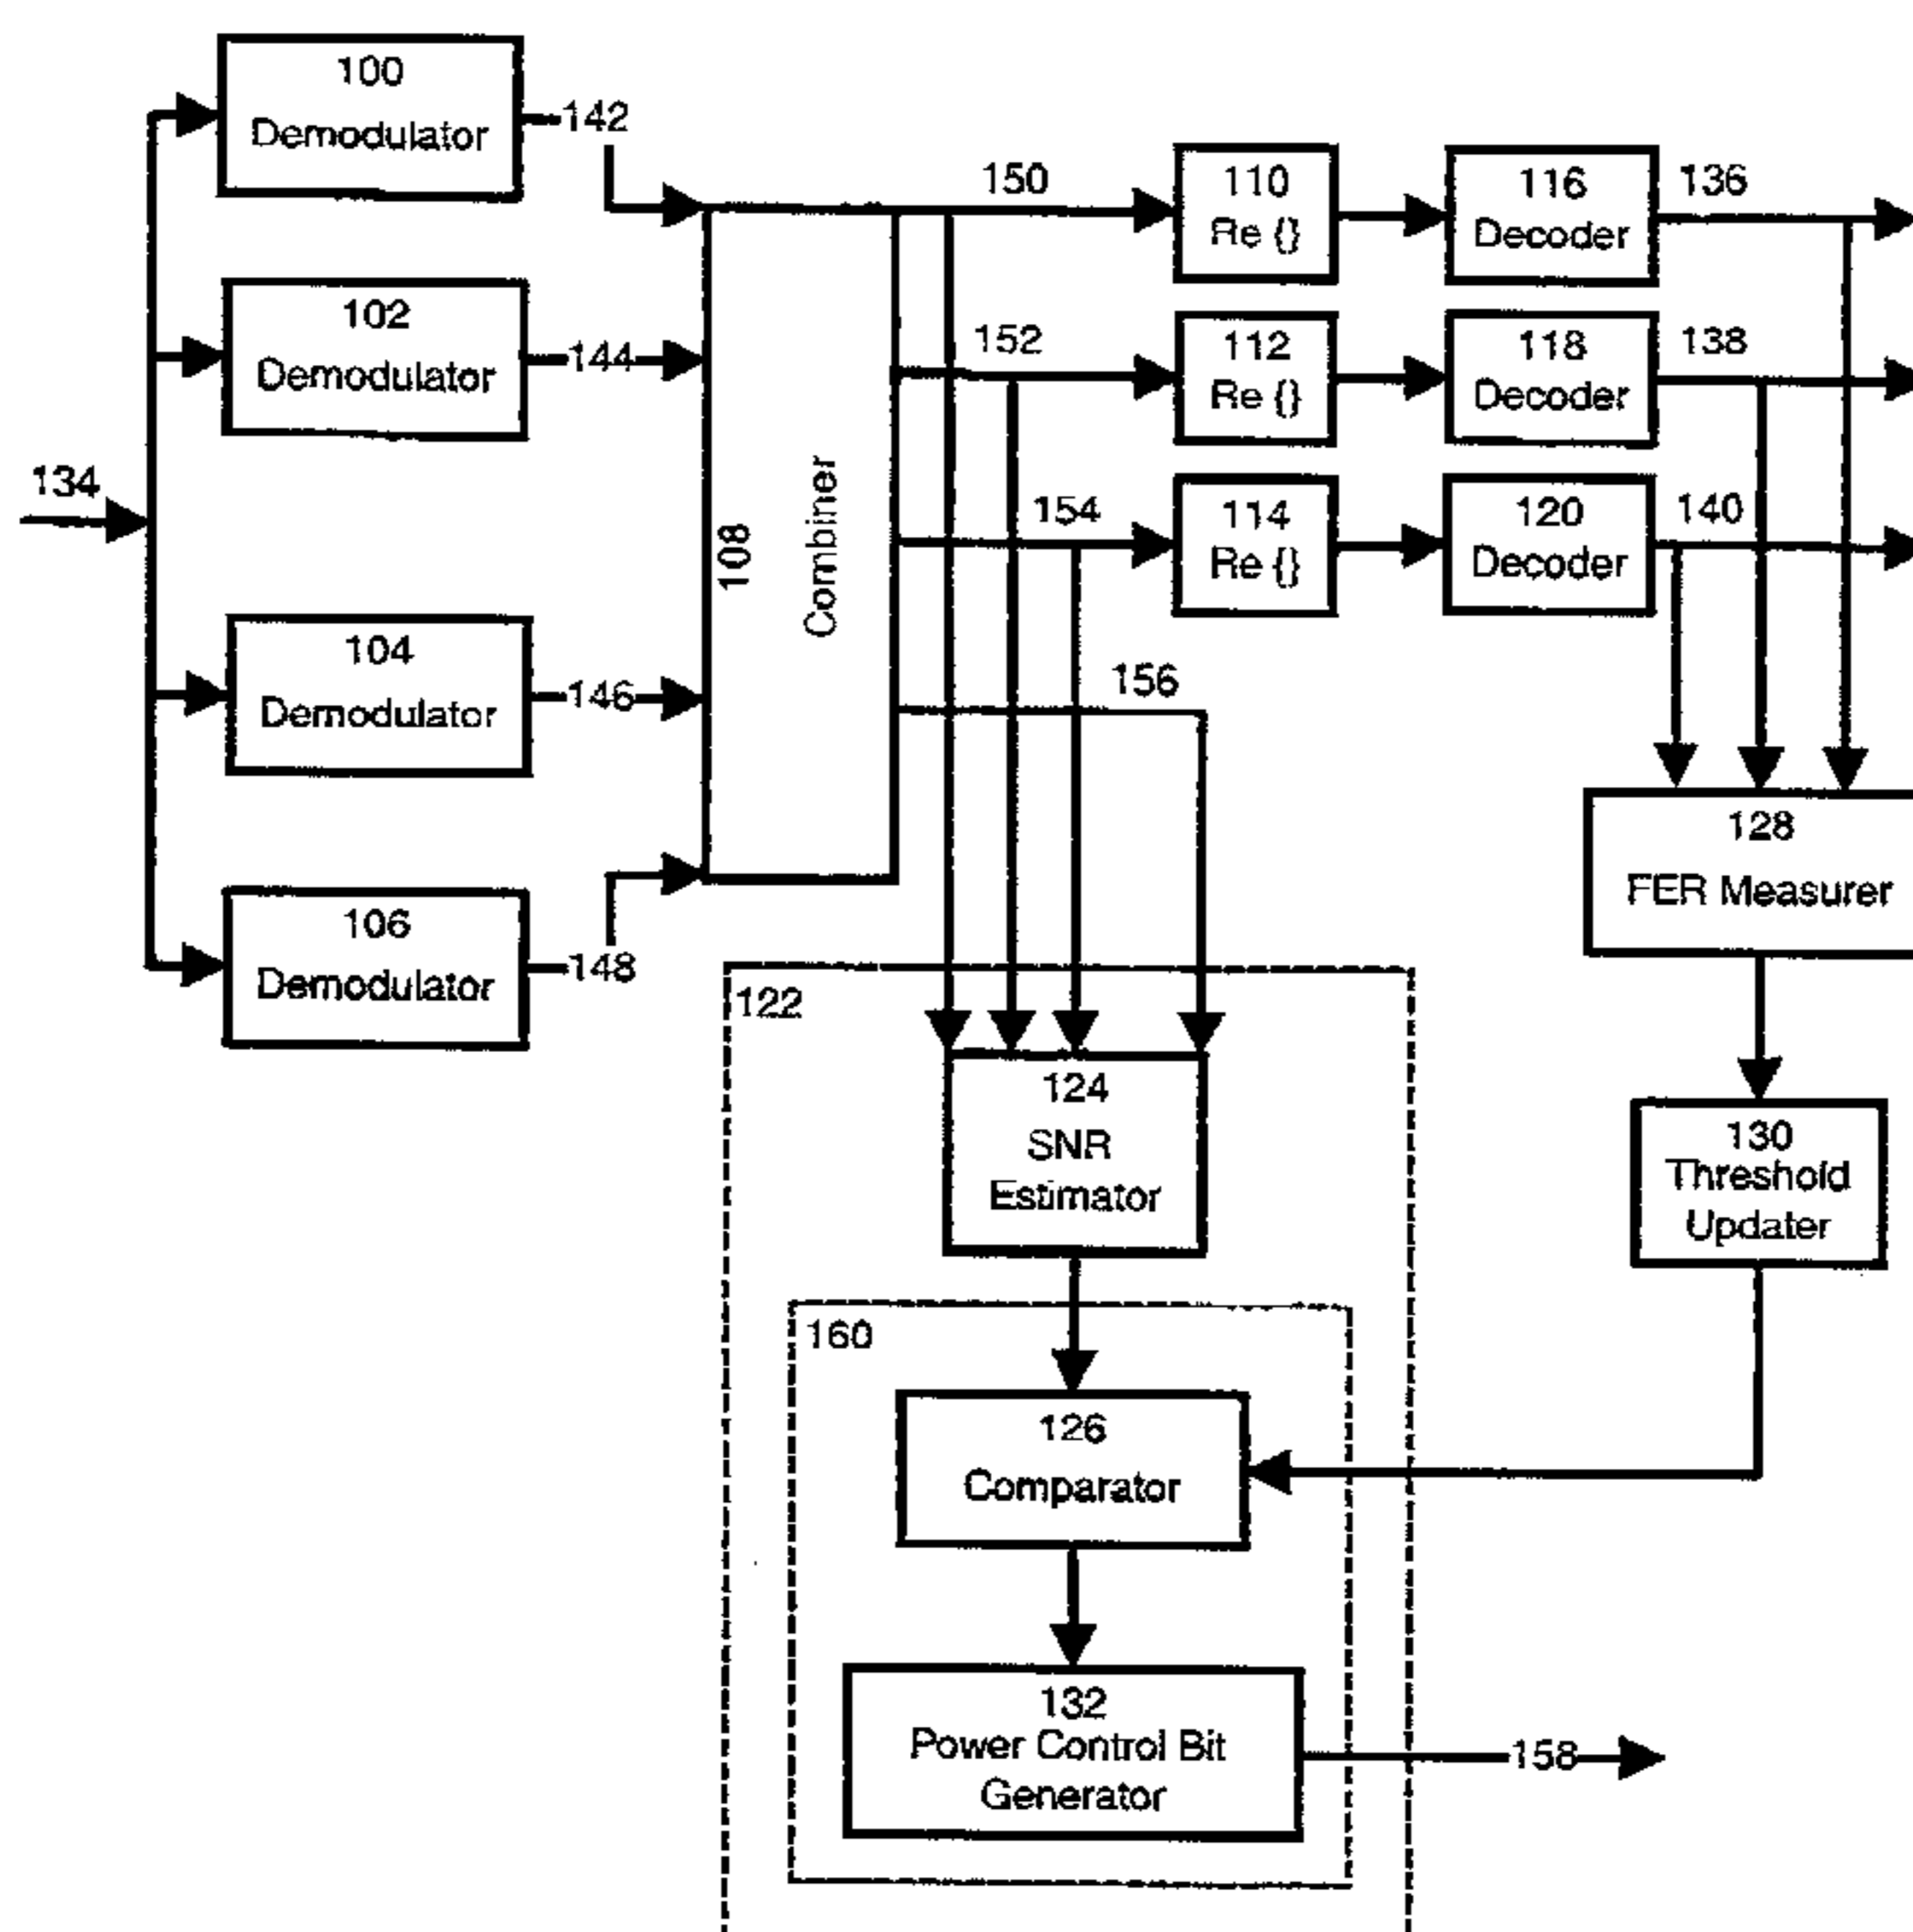 100
Demodulator
142
102
Demodulator
144
134
104
Demodulator
146
106
Demodulator
148
108
Combiner
150
110
Re {}
116
Decoder
136
152
112
Re {}
118
Decoder
138
154
114
Re {}
120
Decoder
140
156
128
FER Measurer
122
124
SNR
Estimator
130
Threshold
Updater
160
126
Comparator
132
Power Control Bit
Generator
158